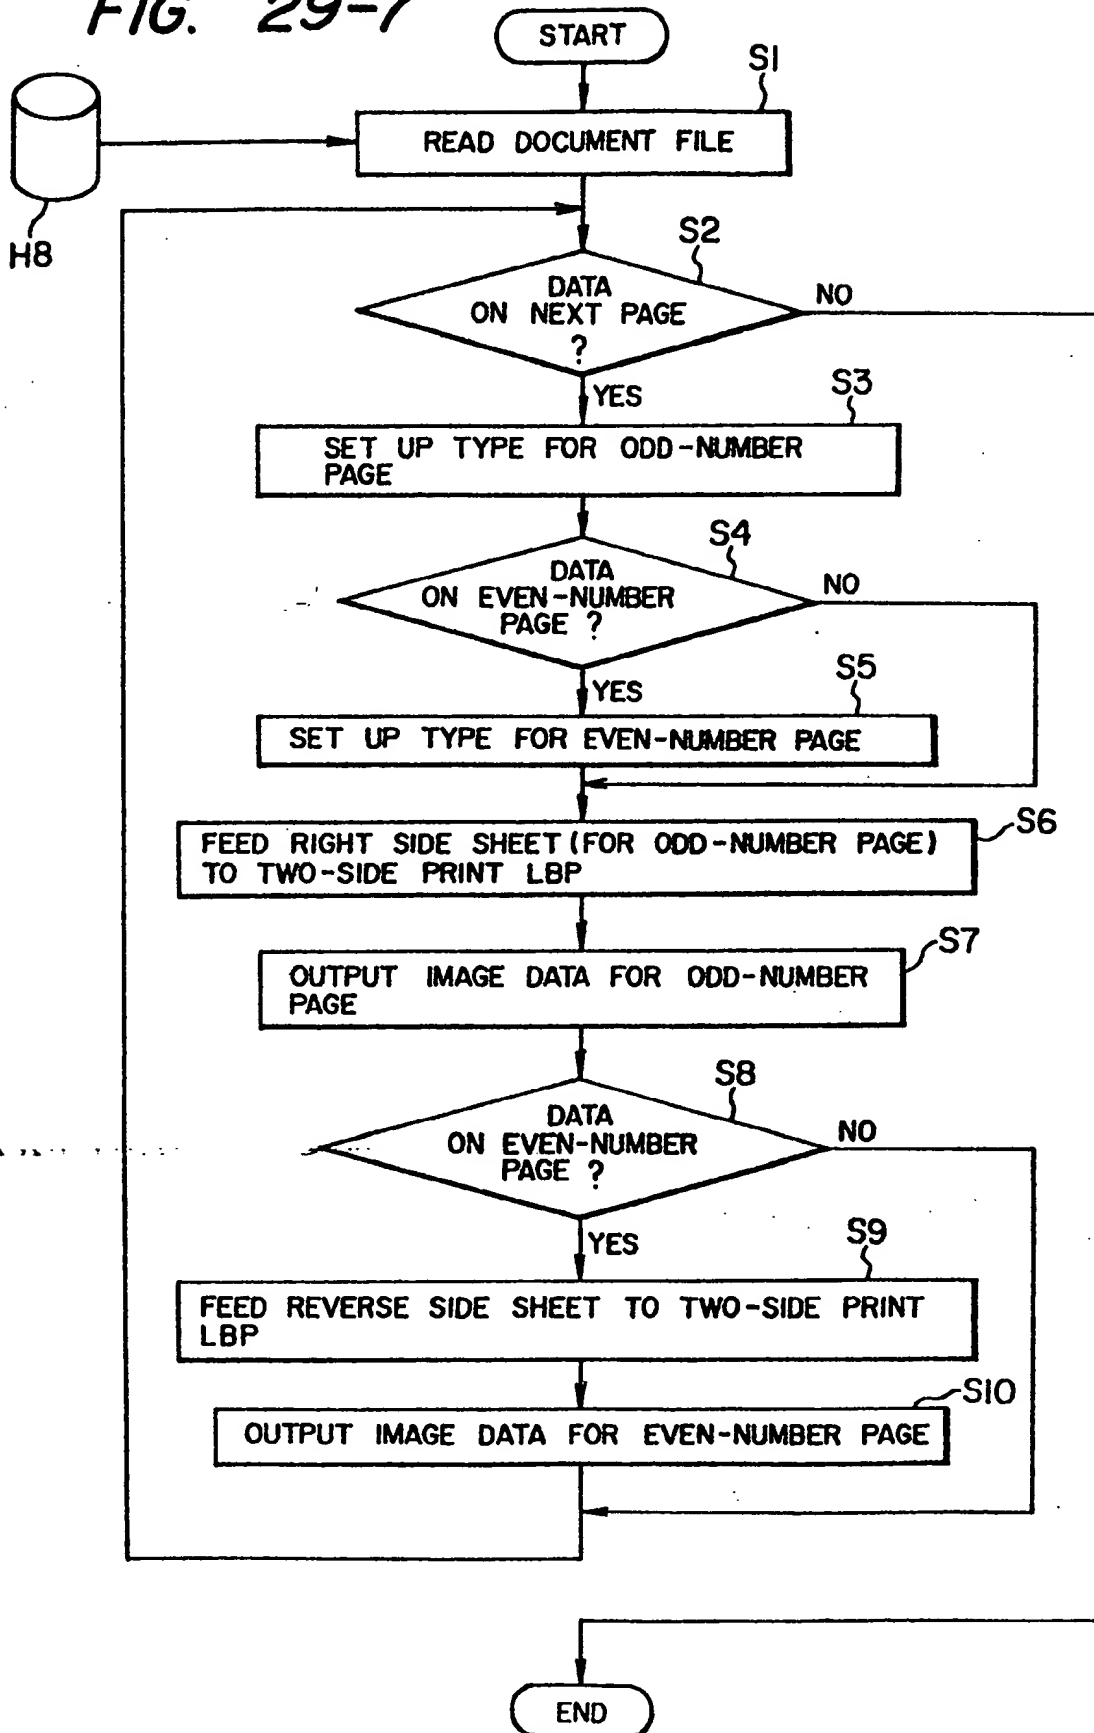 FIG. 29-7
START
S1
READ DOCUMENT FILE
H8
S2
DATA
ON NEXT PAGE
?
NO
YES
S3
SET UP TYPE FOR ODD-NUMBER
PAGE
S4
DATA
ON EVEN-NUMBER
PAGE ?
NO
YES
S5
SET UP TYPE FOR EVEN-NUMBER PAGE
S6
FEED RIGHT SIDE SHEET (FOR ODD-NUMBER PAGE)
TO TWO-SIDE PRINT LBP
S7
OUTPUT IMAGE DATA FOR ODD-NUMBER
PAGE
S8
DATA
ON EVEN-NUMBER
PAGE ?
NO
YES
S9
FEED REVERSE SIDE SHEET TO TWO-SIDE PRINT
LBP
S10
OUTPUT IMAGE DATA FOR EVEN-NUMBER PAGE
END